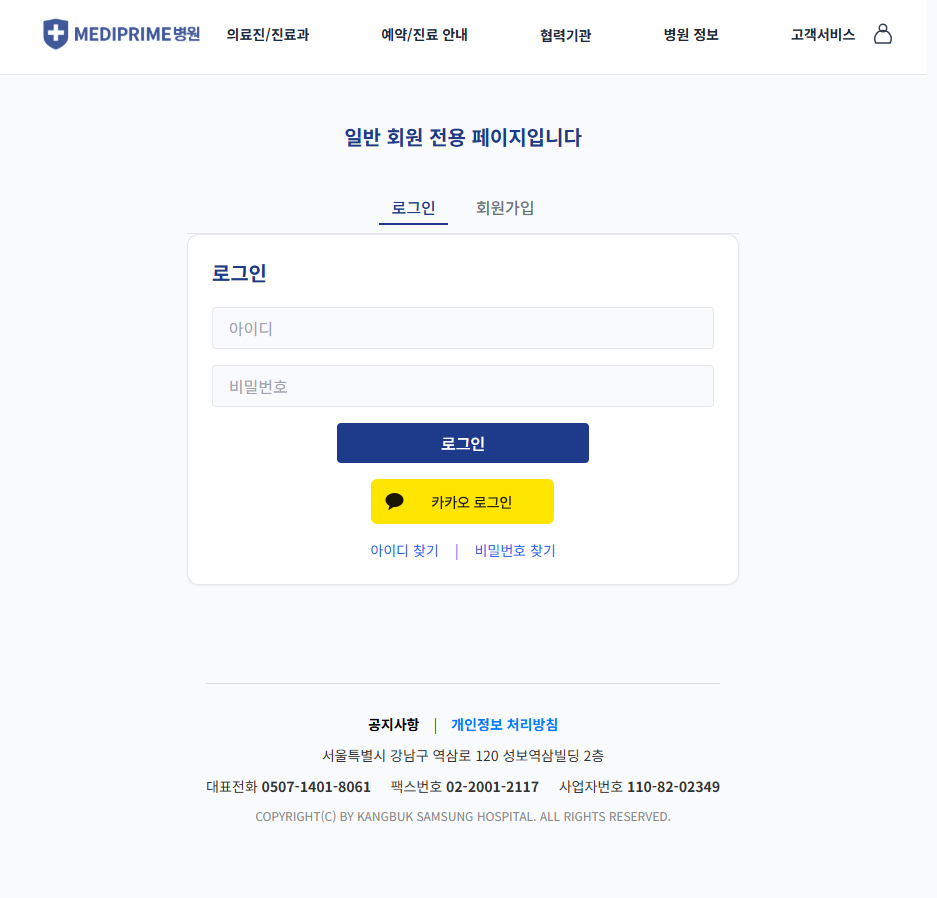 MEDIPRIME병원 의료진/진료과 예약/진료 안내 협력기관 병원 정보 고객서비스
일반 회원 전용 페이지입니다
로그인 회원가입
로그인
아이디
비밀번호
로그인
카카오 로그인
아이디 찾기 | 비밀번호 찾기
공지사항 | 개인정보 처리방침
서울특별시 강남구 역삼로 120 성보역삼빌딩 2층
대표전화 0507-1401-8061 팩스번호 02-2001-2117 사업자번호 110-82-02349
COPYRIGHT(C) BY KANGBUK SAMSUNG HOSPITAL. ALL RIGHTS RESERVED.